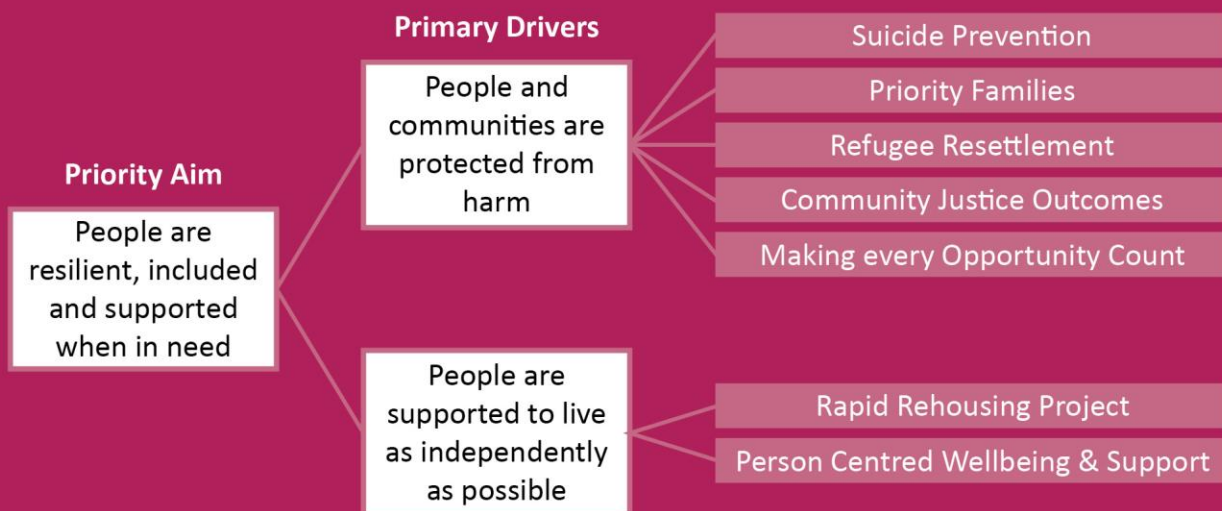 Priority Aim
People are
resilient, included
and supported
when in need
Primary Drivers
People and
communities are
protected from
harm
Suicide Prevention
Priority Families
Refugee Resettlement
Community Justice Outcomes
Making every Opportunity Count
People are
supported to live
as independently
as possible
Rapid Rehousing Project
Person Centred Wellbeing & Support